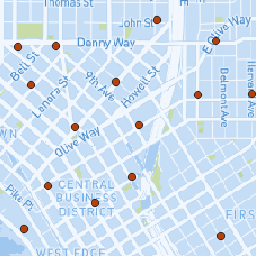 Thomas St
John St
Denny Way
E Olive Way
Bell St
Lenora St
9th Ave
Howell St
Belmont Ave
Olive Way
Pike Pl
CENTRAL
BUSINESS
DISTRICT
WEST EDGE